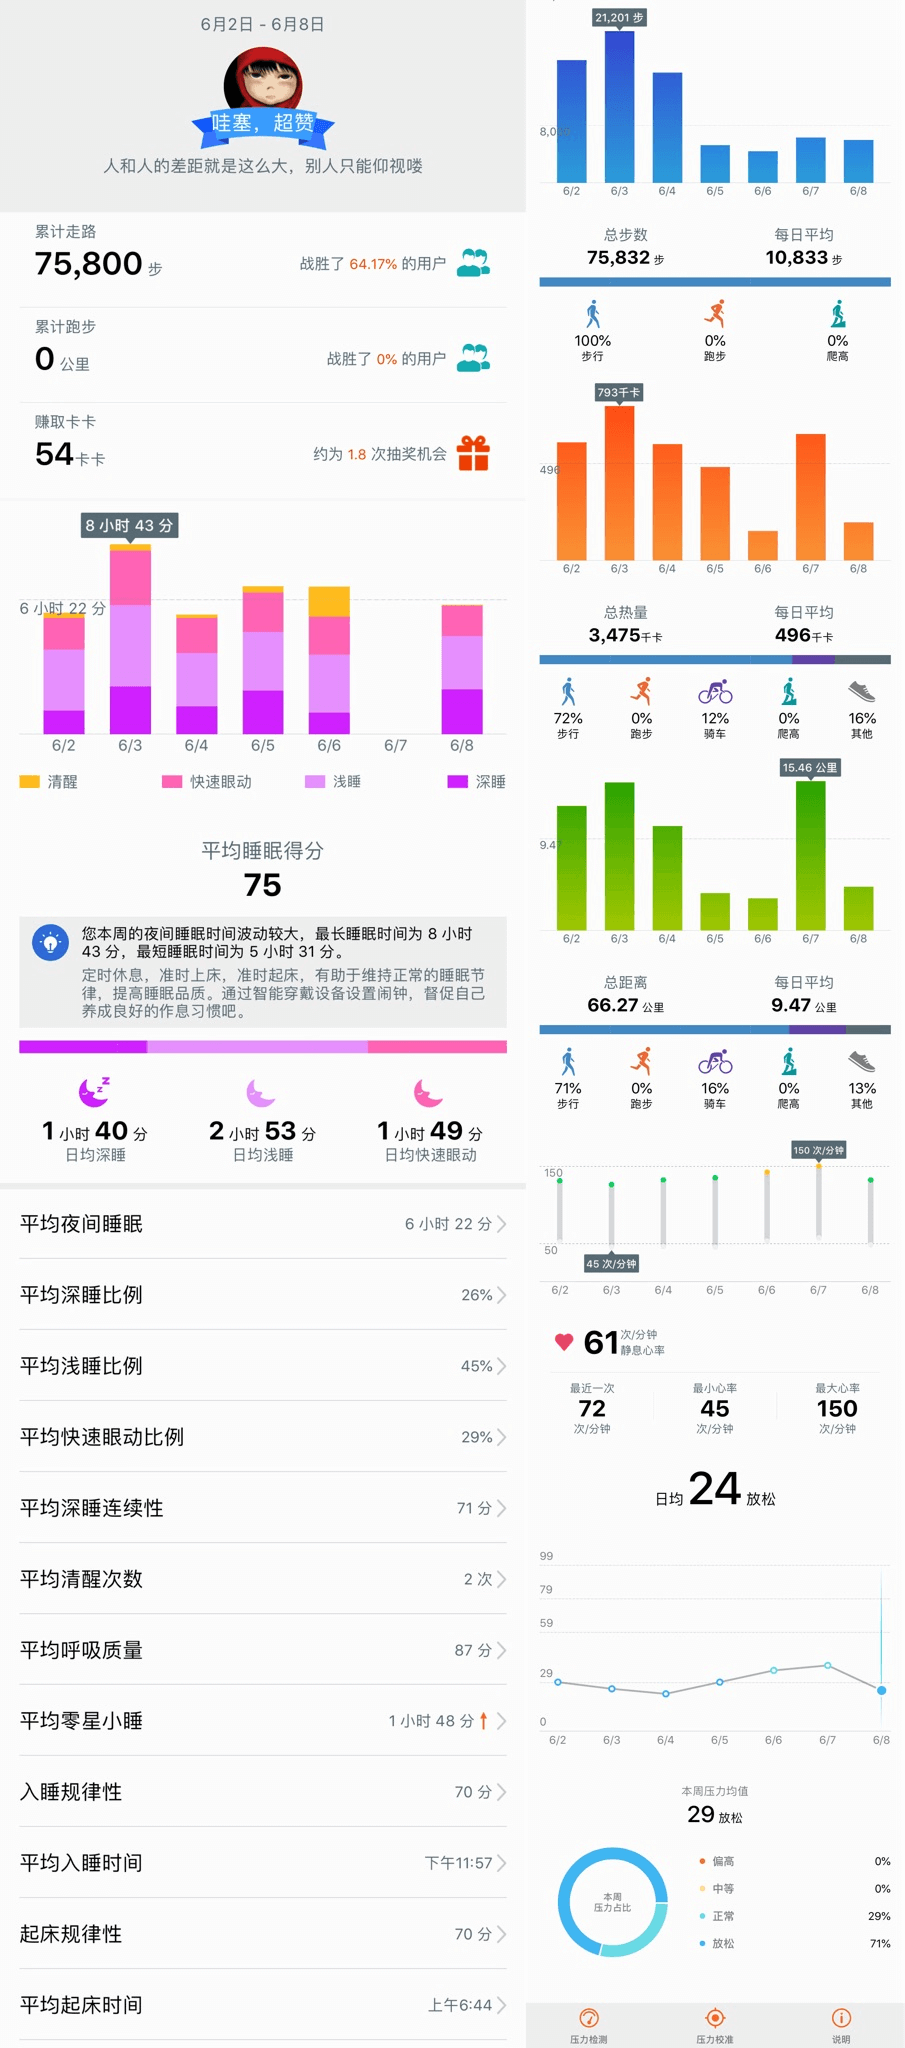 6月2日 - 6月8日
哇塞，超赞
人和人的差距就是这么大，别人只能仰视喽
累计走路
75,800 步
战胜了 64.17% 的用户
累计跑步
0 公里
战胜了 0% 的用户
赚取卡卡
54卡卡
约为 1.8 次抽奖机会
8 小时 43 分
6 小时 22 分
6/2 6/3 6/4 6/5 6/6 6/7 6/8
清醒 快速眼动 浅睡 深睡
平均睡眠得分
75
您本周的夜间睡眠时间波动较大，最长睡眠时间为 8 小时
43 分，最短睡眠时间为 5 小时 31 分。
定时休息，准时上床，准时起床，有助于维持正常的睡眠节
律，提高睡眠品质。通过智能穿戴设备设置闹钟，督促自己
养成良好的作息习惯吧。
1 小时 40 分 2 小时 53 分 1 小时 49 分
日均深睡 日均浅睡 日均快速眼动
平均夜间睡眠 6 小时 22 分
平均深睡比例 26%
平均浅睡比例 45%
平均快速眼动比例 29%
平均深睡连续性 71 分
平均清醒次数 2 次
平均呼吸质量 87 分
平均零星小睡 1 小时 48 分
入睡规律性 70 分
平均入睡时间 下午11:57
起床规律性 70 分
平均起床时间 上午6:44
21,201 步
6/2 6/3 6/4 6/5 6/6 6/7 6/8
总步数 每日平均
75,832 步 10,833 步
100% 0% 0%
步行 跑步 爬高
793千卡
496
6/2 6/3 6/4 6/5 6/6 6/7 6/8
总热量 每日平均
3,475千卡 496千卡
72% 0% 12% 0% 16%
步行 跑步 骑车 爬高 其他
15.46 公里
9.47
6/2 6/3 6/4 6/5 6/6 6/7 6/8
总距离 每日平均
66.27 公里 9.47 公里
71% 0% 16% 0% 13%
步行 跑步 骑车 爬高 其他
150 次/分钟
150
50
45 次/分钟
6/2 6/3 6/4 6/5 6/6 6/7 6/8
61 次/分钟
静息心率
最近一次 最小心率 最大心率
72 45 150
次/分钟 次/分钟 次/分钟
日均 24 放松
99
79
59
29
0
6/2 6/3 6/4 6/5 6/6 6/7 6/8
本周压力均值
29 放松
本周
压力占比
偏高 0%
中等 0%
正常 29%
放松 71%
压力检测 压力校准 说明